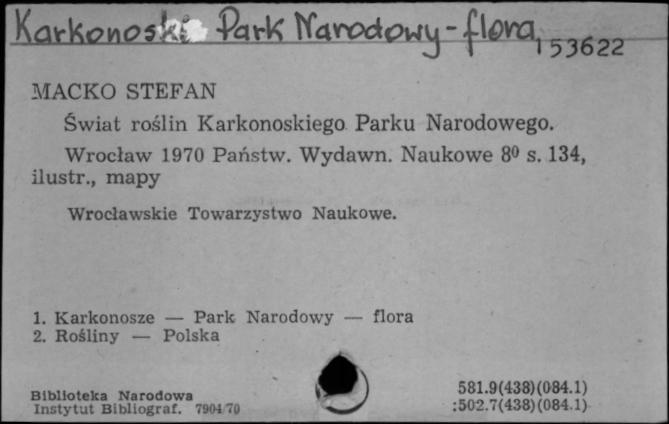 Karkonoski Park Narodowy - flora
153622
MACKO STEFAN
Świat roślin Karkonoskiego Parku Narodowego.
Wrocław 1970 Państw. Wydawn. Naukowe 8⁰ s. 134,
ilustr., mapy
Wrocławskie Towarzystwo Naukowe.
1. Karkonosze — Park Narodowy — flora
2. Rośliny — Polska
Biblioteka Narodowa
Instytut Bibliograf. 7904/70
581.9(438)(084.1)
:502.7(438)(084.1)